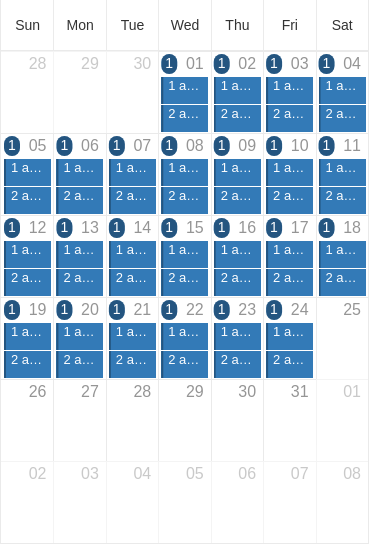 Sun Mon Tue Wed Thu Fri Sat
28 29 30 1 01 1 02 1 03 1 04
1 a... 1 a... 1 a... 1 a...
2 a... 2 a... 2 a... 2 a...
1 05 1 06 1 07 1 08 1 09 1 10 1 11
1 a... 1 a... 1 a... 1 a... 1 a... 1 a... 1 a...
2 a... 2 a... 2 a... 2 a... 2 a... 2 a... 2 a...
1 12 1 13 1 14 1 15 1 16 1 17 1 18
1 a... 1 a... 1 a... 1 a... 1 a... 1 a... 1 a...
2 a... 2 a... 2 a... 2 a... 2 a... 2 a... 2 a...
1 19 1 20 1 21 1 22 1 23 1 24 25
1 a... 1 a... 1 a... 1 a... 1 a... 1 a...
2 a... 2 a... 2 a... 2 a... 2 a... 2 a...
26 27 28 29 30 31 01
02 03 04 05 06 07 08